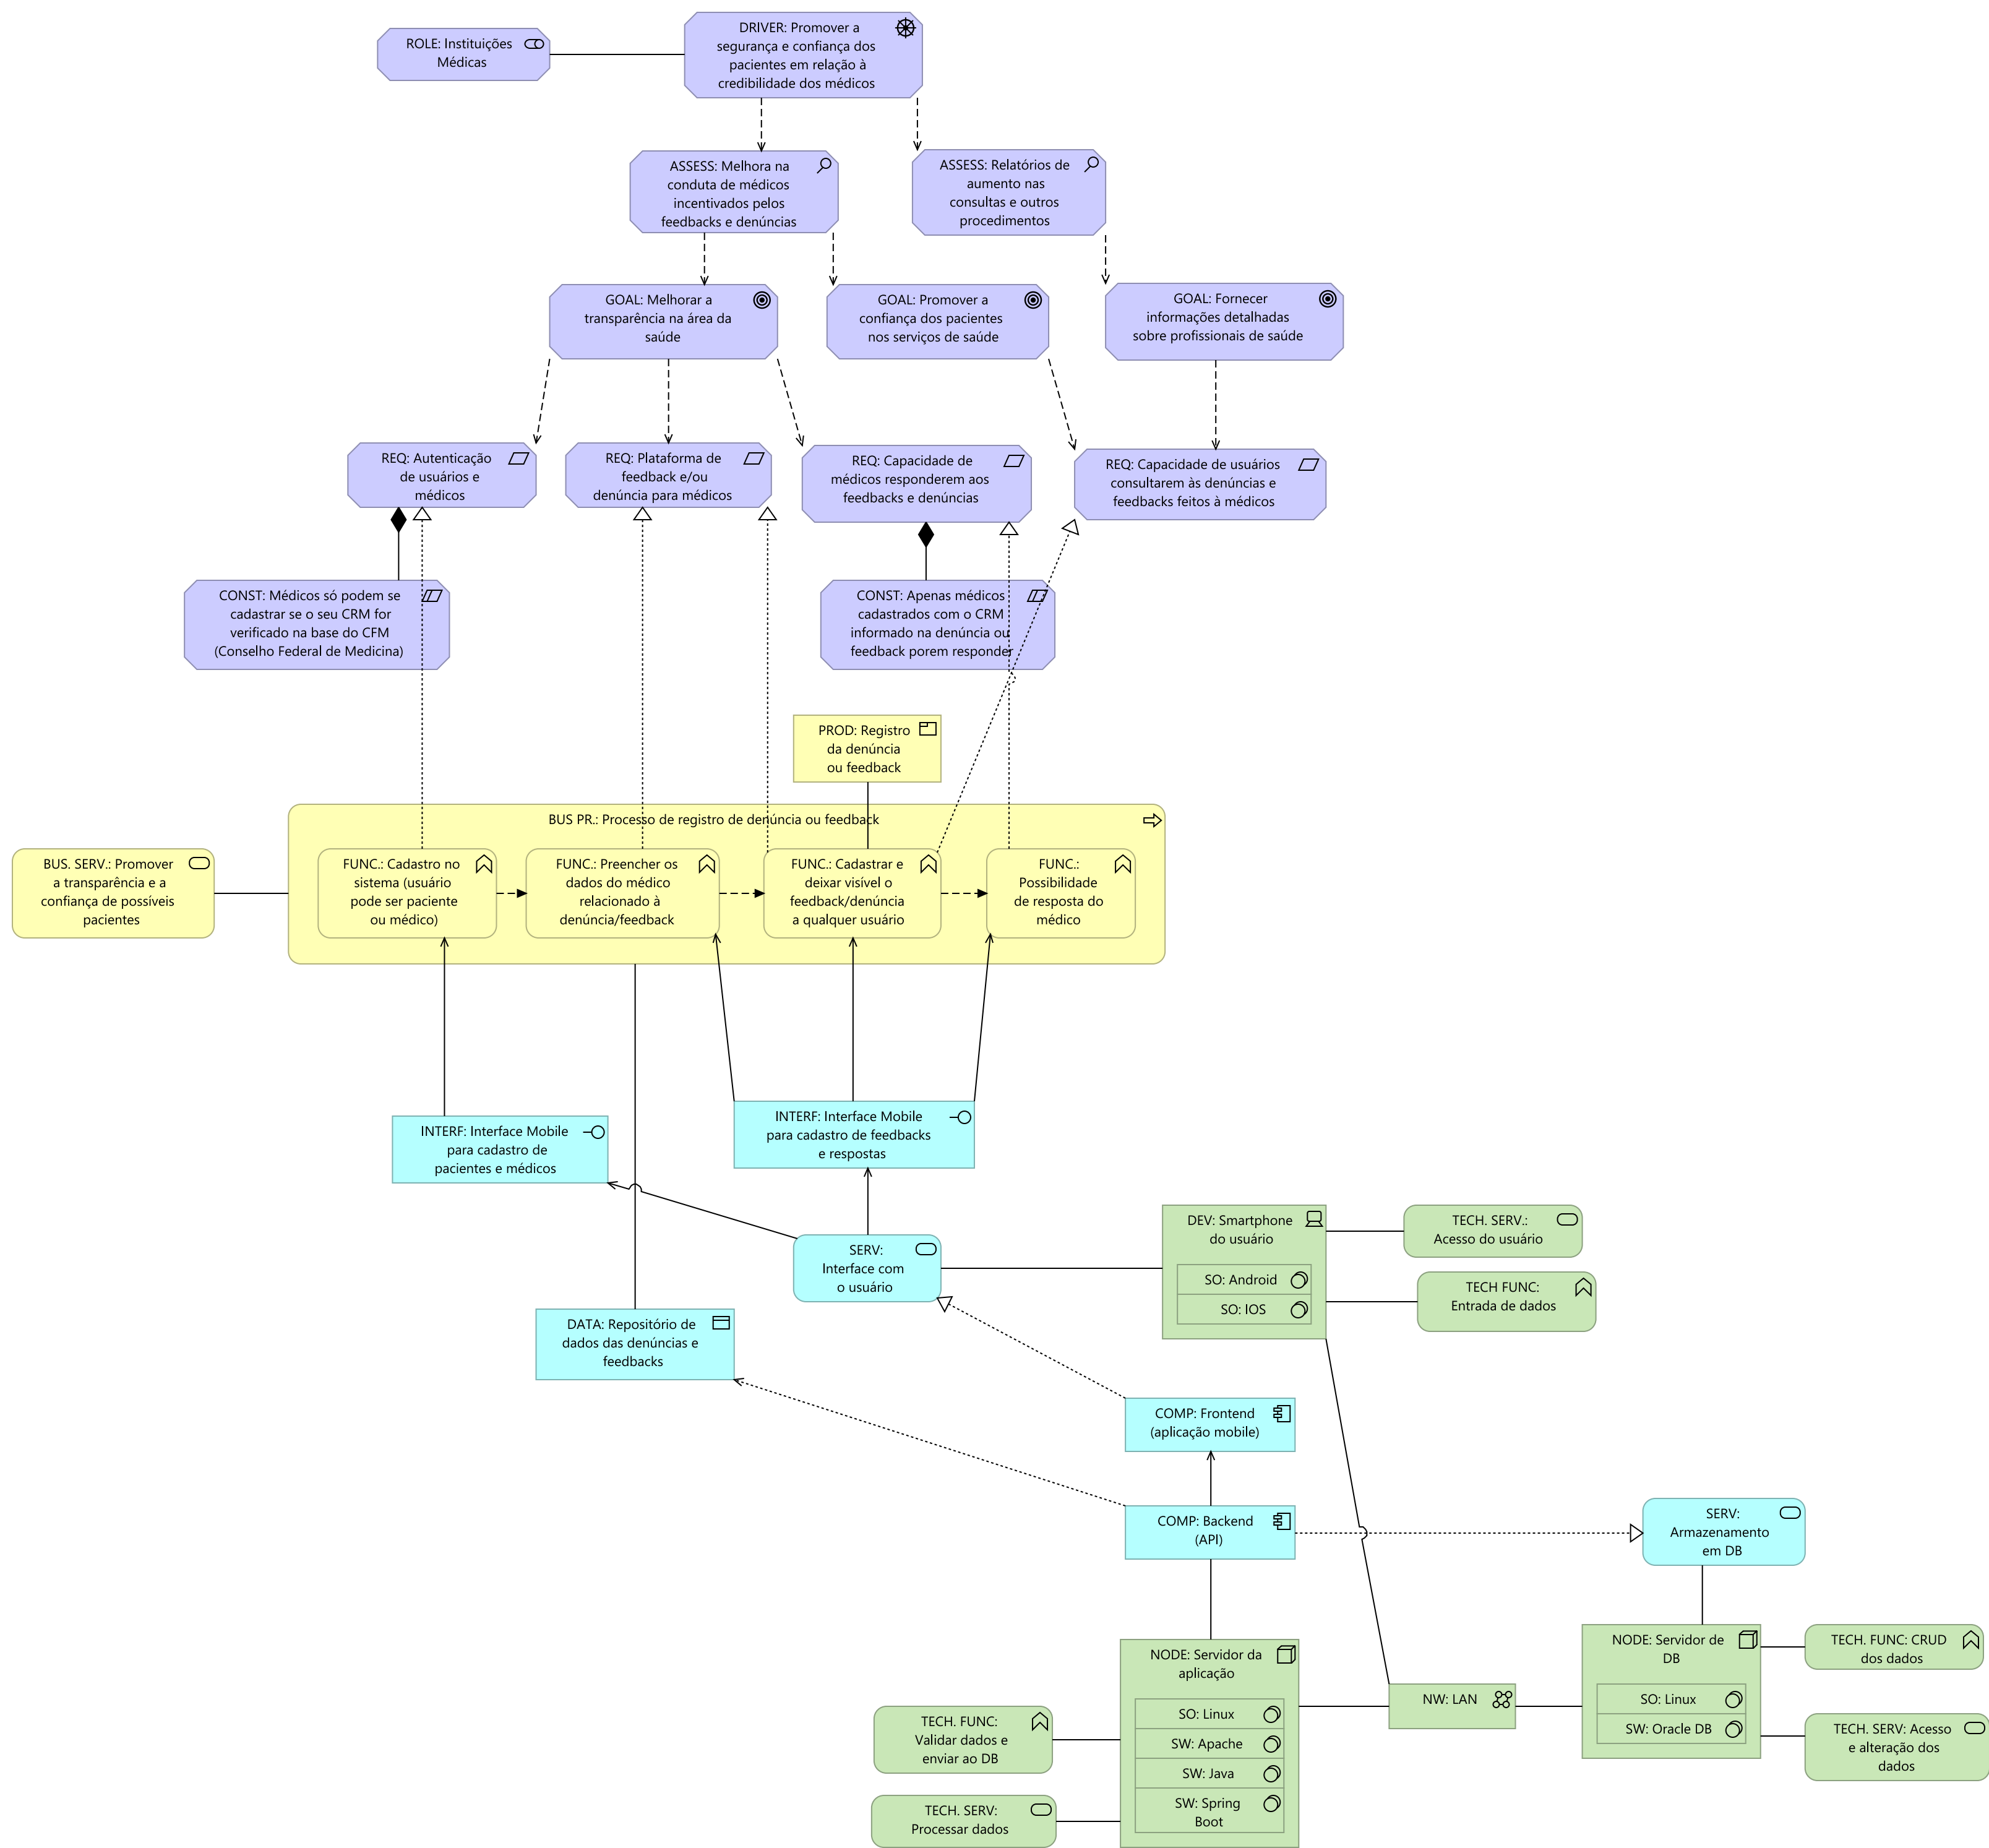 ROLE: Instituições
Médicas
DRIVER: Promover a
segurança e confiança dos
pacientes em relação à
credibilidade dos médicos
ASSESS: Melhora na
conduta de médicos
incentivados pelos
feedbacks e denúncias
ASSESS: Relatórios de
aumento nas
consultas e outros
procedimentos
GOAL: Melhorar a
transparência na área da
saúde
GOAL: Promover a
confiança dos pacientes
nos serviços de saúde
GOAL: Fornecer
informações detalhadas
sobre profissionais de saúde
REQ: Autenticação
de usuários e
médicos
REQ: Plataforma de
feedback e/ou
denúncia para médicos
REQ: Capacidade de
médicos responderem aos
feedbacks e denúncias
REQ: Capacidade de usuários
consultarem às denúncias e
feedbacks feitos à médicos
CONST: Médicos só podem se
cadastrar se o seu CRM for
verificado na base do CFM
(Conselho Federal de Medicina)
CONST: Apenas médicos
cadastrados com o CRM
informado na denúncia ou
feedback porem responder
PROD: Registro
da denúncia
ou feedback
BUS PR.: Processo de registro de denúncia ou feedback
BUS. SERV.: Promover
a transparência e a
confiança de possíveis
pacientes
FUNC.: Cadastro no
sistema (usuário
pode ser paciente
ou médico)
FUNC.: Preencher os
dados do médico
relacionado à
denúncia/feedback
FUNC.: Cadastrar e
deixar visível o
feedback/denúncia
a qualquer usuário
FUNC.:
Possibilidade
de resposta do
médico
INTERF: Interface Mobile
para cadastro de
pacientes e médicos
INTERF: Interface Mobile
para cadastro de feedbacks
e respostas
SERV:
Interface com
o usuário
DEV: Smartphone
do usuário
SO: Android
SO: IOS
TECH. SERV.:
Acesso do usuário
TECH FUNC:
Entrada de dados
DATA: Repositório de
dados das denúncias e
feedbacks
COMP: Frontend
(aplicação mobile)
COMP: Backend
(API)
SERV:
Armazenamento
em DB
NODE: Servidor da
aplicação
SO: Linux
SW: Apache
SW: Java
SW: Spring
Boot
TECH. FUNC:
Validar dados e
enviar ao DB
TECH. SERV:
Processar dados
NW: LAN
NODE: Servidor de
DB
SO: Linux
SW: Oracle DB
TECH. FUNC: CRUD
dos dados
TECH. SERV: Acesso
e alteração dos
dados